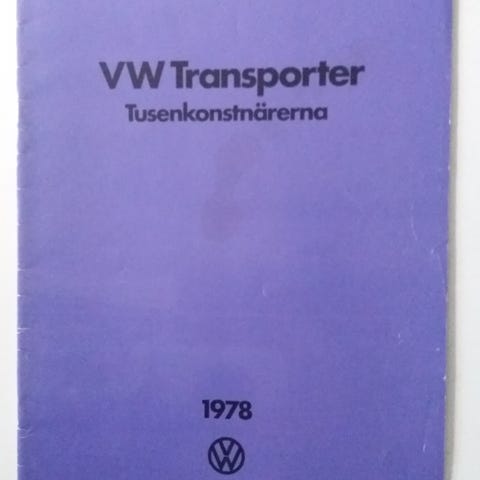 VW Transporter
Tusenkonstnärerna
1978
VW